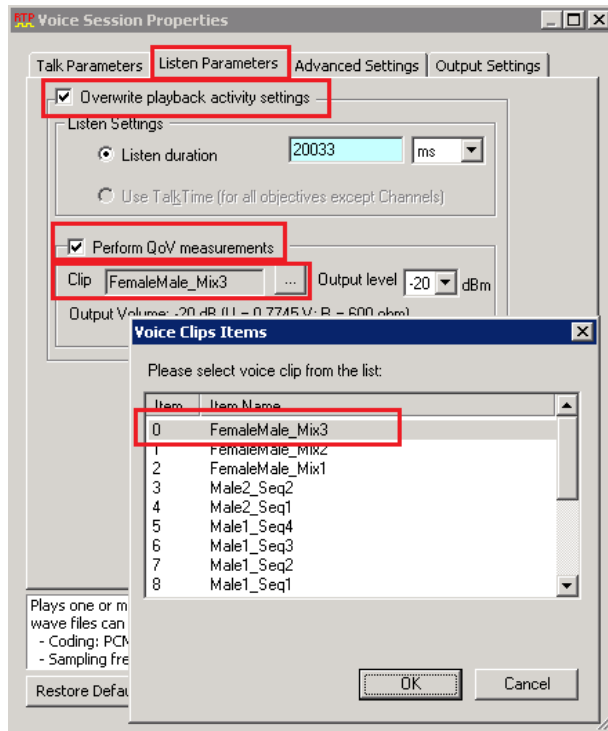 RTP Voice Session Properties
Talk Parameters Listen Parameters Advanced Settings Output Settings
Overwrite playback activity settings
Listen Settings
Listen duration 20033 ms
Use TalkTime (for all objectives except Channels)
Perform QoV measurements
Clip FemaleMale_Mix3 ... Output level -20 dBm
Output Volume: -20 dB (U = 0.7745 V; R = 600 ohm)
Voice Clips Items
Please select voice clip from the list:
Item Item Name
0 FemaleMale_Mix3
1 FemaleMale_Mix2
2 FemaleMale_Mix1
3 Male2_Seq2
4 Male2_Seq1
5 Male1_Seq4
6 Male1_Seq3
7 Male1_Seq2
8 Male1_Seq1
Plays one or m
wave files can
- Coding: PCM
- Sampling fre
Restore Defau
OK Cancel